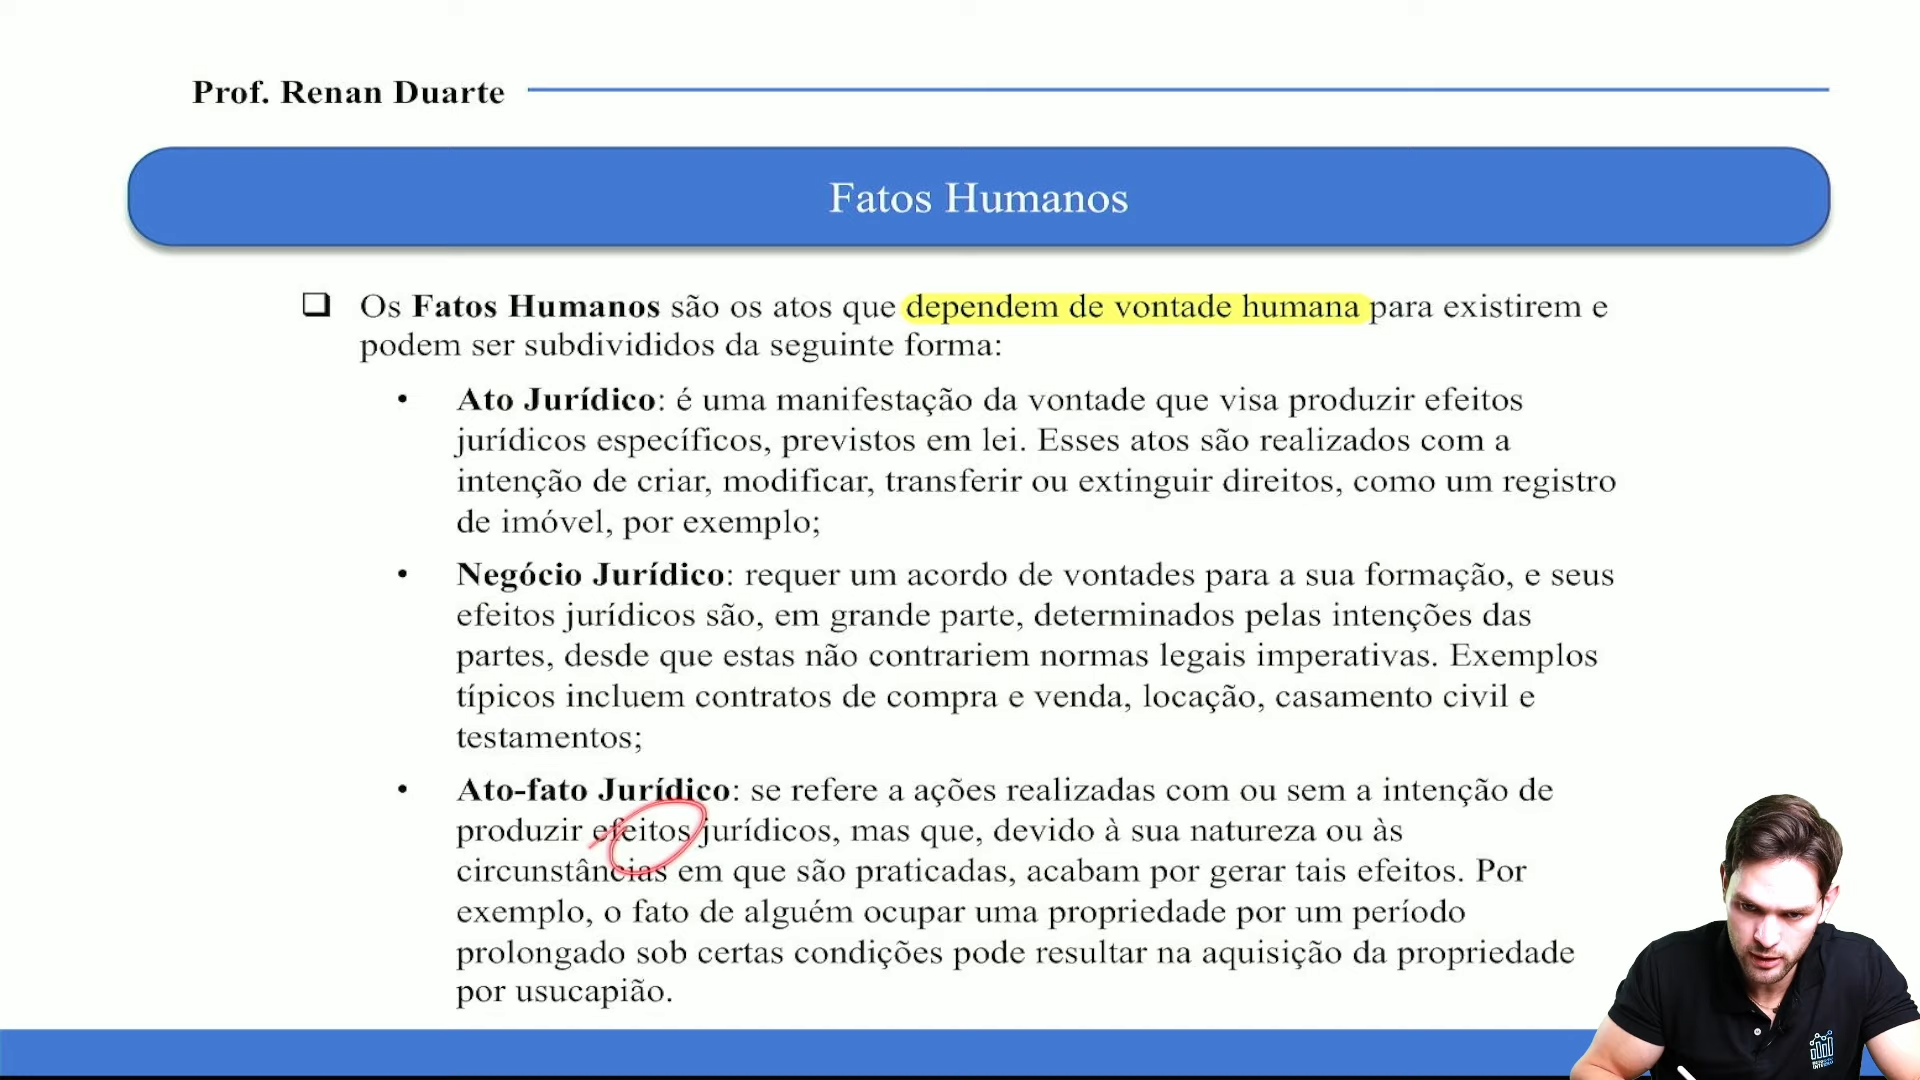 Prof. Renan Duarte
Fatos Humanos
❑ Os Fatos Humanos são os atos que dependem de vontade humana para existirem e
podem ser subdivididos da seguinte forma:
• Ato Jurídico: é uma manifestação da vontade que visa produzir efeitos
jurídicos específicos, previstos em lei. Esses atos são realizados com a
intenção de criar, modificar, transferir ou extinguir direitos, como um registro
de imóvel, por exemplo;
• Negócio Jurídico: requer um acordo de vontades para a sua formação, e seus
efeitos jurídicos são, em grande parte, determinados pelas intenções das
partes, desde que estas não contrariem normas legais imperativas. Exemplos
típicos incluem contratos de compra e venda, locação, casamento civil e
testamentos;
• Ato-fato Jurídico: se refere a ações realizadas com ou sem a intenção de
produzir efeitos jurídicos, mas que, devido à sua natureza ou às
circunstâncias em que são praticadas, acabam por gerar tais efeitos. Por
exemplo, o fato de alguém ocupar uma propriedade por um período
prolongado sob certas condições pode resultar na aquisição da propriedade
por usucapião.